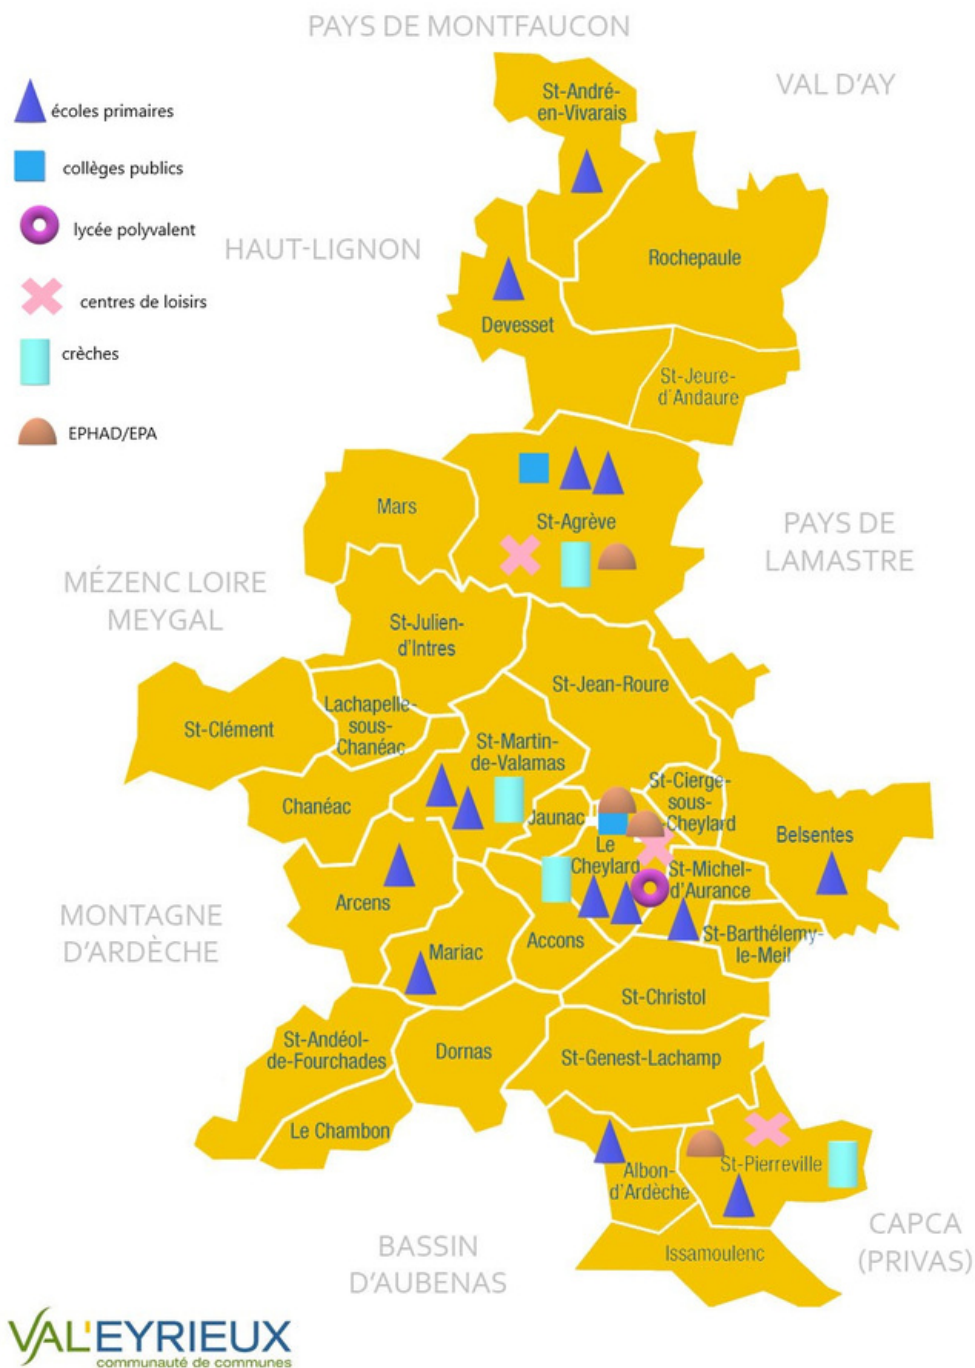 PAYS DE MONTFAUCON
VAL D'AY
écoles primaires
collèges publics
lycée polyvalent
centres de loisirs
crèches
EPHAD/EPA
HAUT-LIGNON
St-André-
en-Vivarais
Rochepaule
Devesset
St-Jeure-
d'Andaure
Mars
St-Agrève
PAYS DE
LAMASTRE
MÉZENC LOIRE
MEYGAL
St-Julien-
d'Intres
St-Jean-Roure
St-Clément
Lachapelle-
sous-
Chanéac
St-Martin-
de-Valamas
Chanéac
Jaunac
St-Cierge-
sous-
Cheylard
Belsentes
Le
Cheylard
St-Michel-
d'Aurance
Arcens
MONTAGNE
D'ARDÈCHE
Mariac
Accons
St-Barthélemy-
le-Meil
St-Christol
St-Andéol-
de-Fourchades
Dornas
St-Genest-Lachamp
Le Chambon
Albon-
d'Ardèche
St-Pierreville
Issamoulenc
BASSIN
D'AUBENAS
CAPCA
(PRIVAS)
VAL'EYRIEUX
communauté de communes